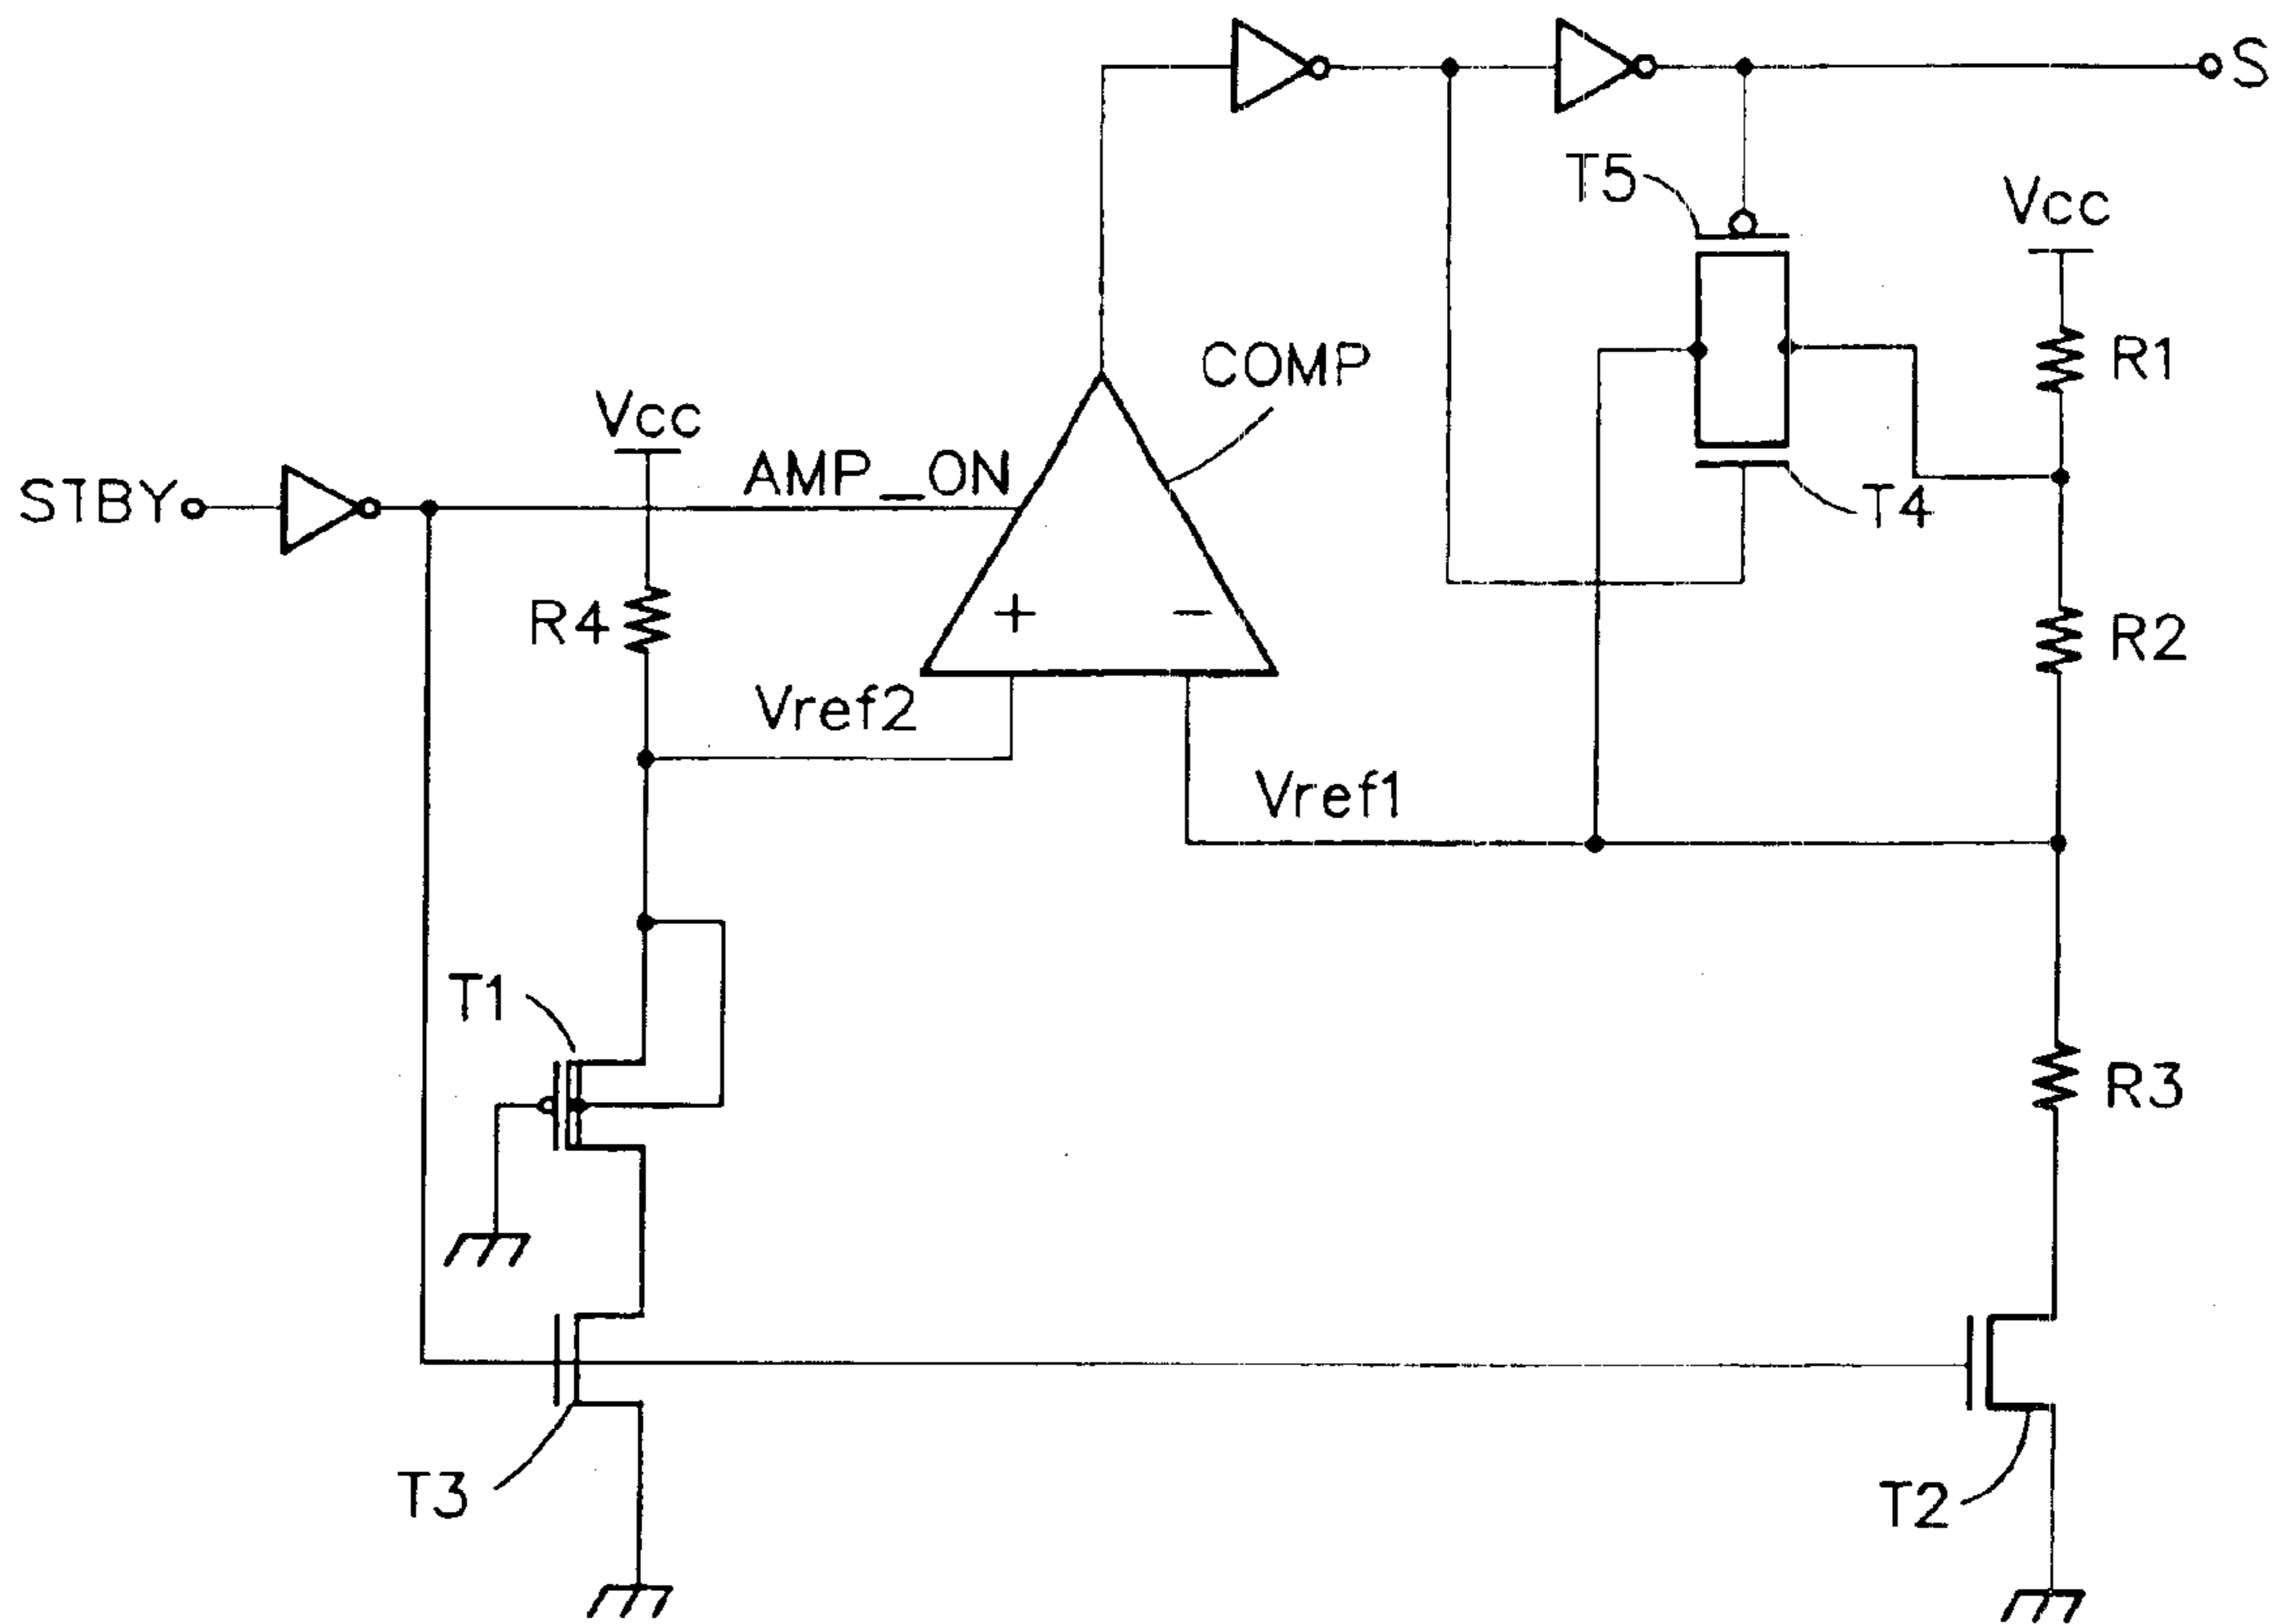 S
T5
Vcc
R1
COMP
Vcc
AMP_ON
STBY
T4
+
−
R4
R2
Vref2
Vref1
T1
R3
T3
T2